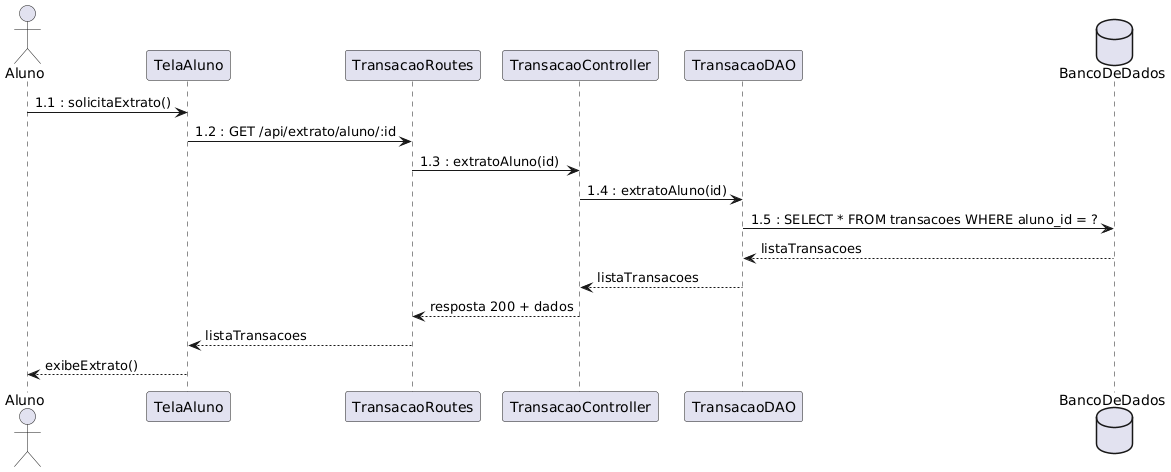 Aluno
TelaAluno
TransacaoRoutes
TransacaoController
TransacaoDAO
BancoDeDados
1.1 : solicitaExtrato()
1.2 : GET /api/extrato/aluno/:id
1.3 : extratoAluno(id)
1.4 : extratoAluno(id)
1.5 : SELECT * FROM transacoes WHERE aluno_id = ?
listaTransacoes
listaTransacoes
resposta 200 + dados
listaTransacoes
exibeExtrato()
Aluno
TelaAluno
TransacaoRoutes
TransacaoController
TransacaoDAO
BancoDeDados